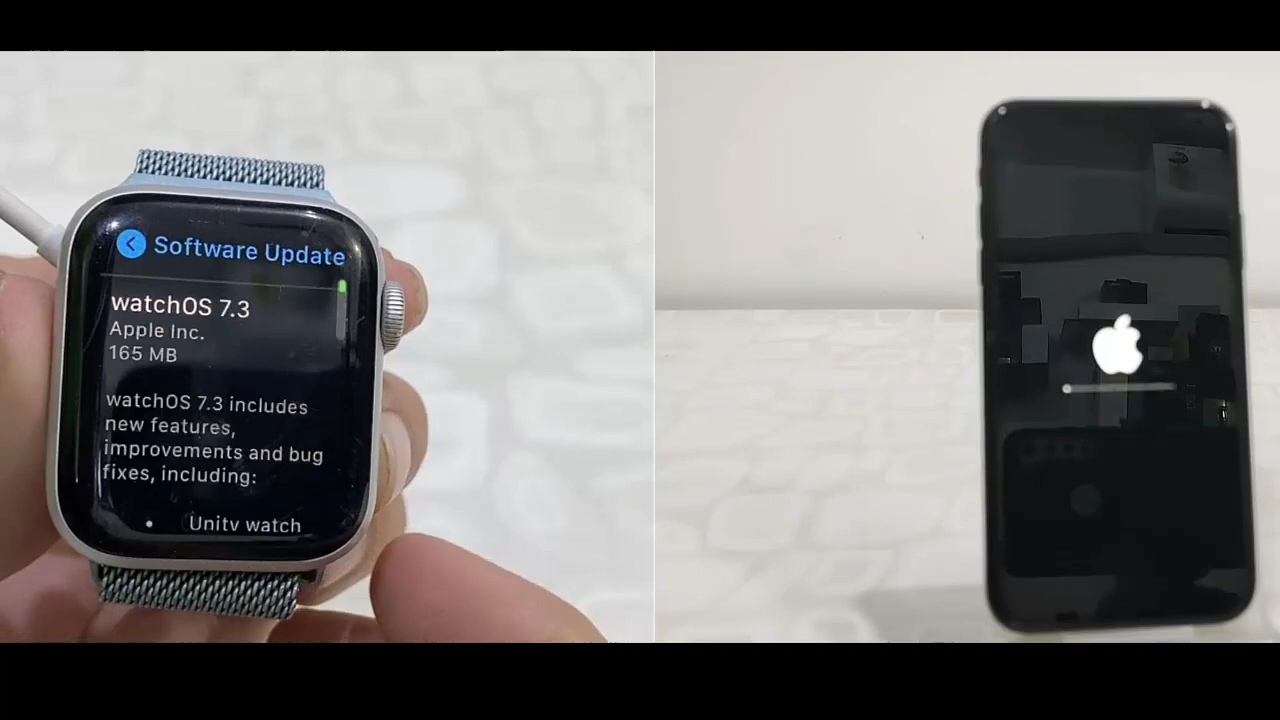 Software Update
watchOS 7.3
Apple Inc.
165 MB
watchOS 7.3 includes
new features,
improvements and bug
fixes, including:
• Unity watch